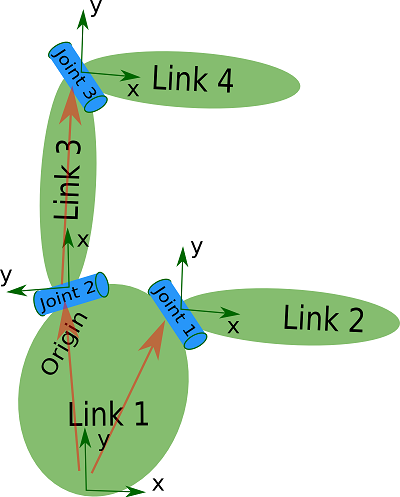 y
Joint 3
Link 4
x
Link 3
x
y
y
Joint 2
Joint 1
x
Link 2
Origin
Link 1
y
x